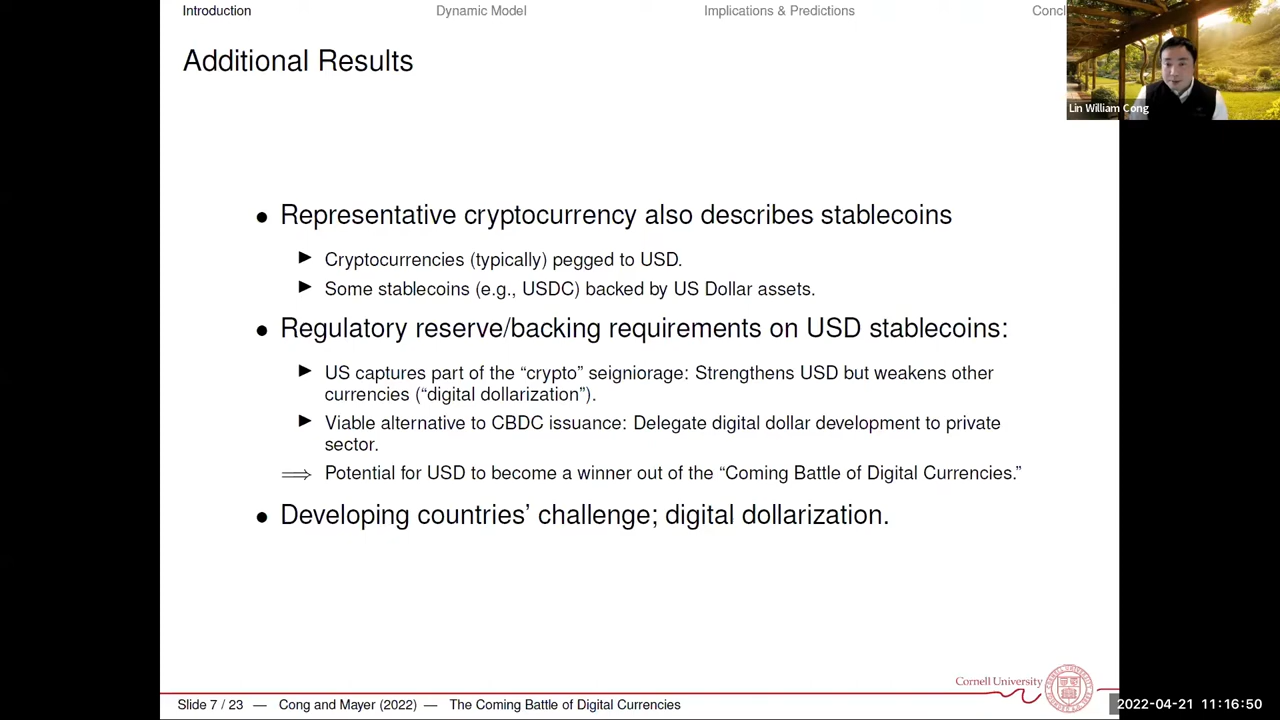 Introduction Dynamic Model Implications & Predictions Concl
Lin William Cong
Additional Results
• Representative cryptocurrency also describes stablecoins
▶ Cryptocurrencies (typically) pegged to USD.
▶ Some stablecoins (e.g., USDC) backed by US Dollar assets.
• Regulatory reserve/backing requirements on USD stablecoins:
▶ US captures part of the “crypto” seigniorage: Strengthens USD but weakens other
currencies (“digital dollarization”).
▶ Viable alternative to CBDC issuance: Delegate digital dollar development to private
sector.
⟹ Potential for USD to become a winner out of the “Coming Battle of Digital Currencies.”
• Developing countries’ challenge; digital dollarization.
Cornell University
Slide 7 / 23 — Cong and Mayer (2022) — The Coming Battle of Digital Currencies
2022-04-21 11:16:50